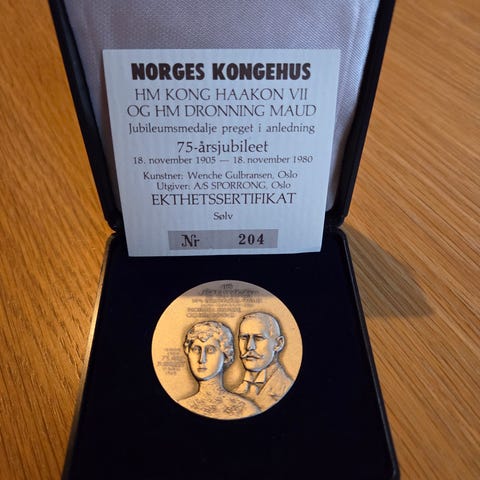 NORGES KONGEHUS
HM KONG HAAKON VII
OG HM DRONNING MAUD
Jubileumsmedalje preget i anledning
75-årsjubileet
18. november 1905 — 18. november 1980
Kunstner: Wenche Gulbransen, Oslo
Utgiver: A/S SPORRONG, Oslo
EKTHETSSERTIFIKAT
Sølv
Nr 204